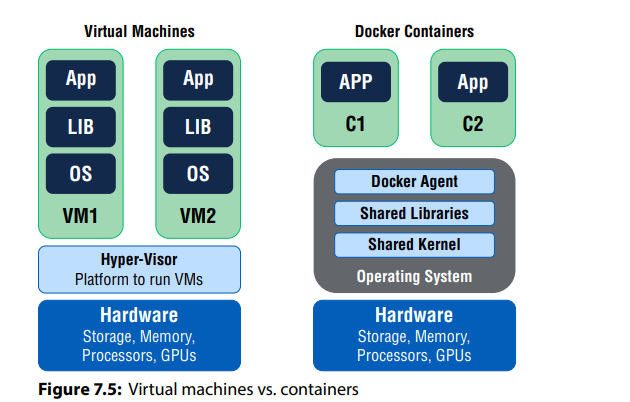 Virtual Machines
App
LIB
OS
VM1
App
LIB
OS
VM2
Hyper-Visor
Platform to run VMs
Hardware
Storage, Memory,
Processors, GPUs
Docker Containers
APP
C1
App
C2
Docker Agent
Shared Libraries
Shared Kernel
Operating System
Hardware
Storage, Memory,
Processors, GPUs
Figure 7.5: Virtual machines vs. containers